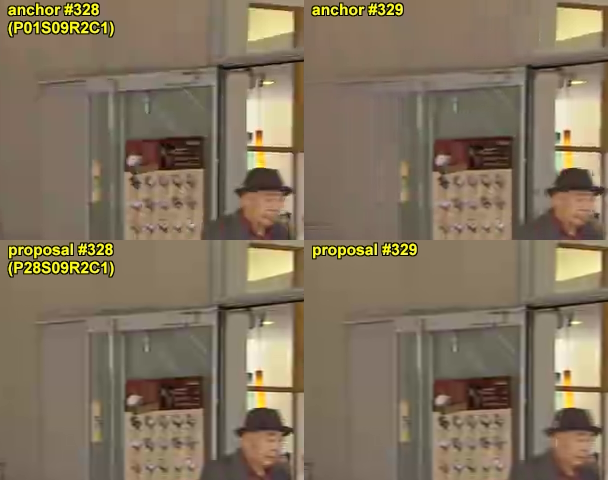 anchor #328
(P01S09R2C1)
anchor #329
proposal #328
(P28S09R2C1)
proposal #329